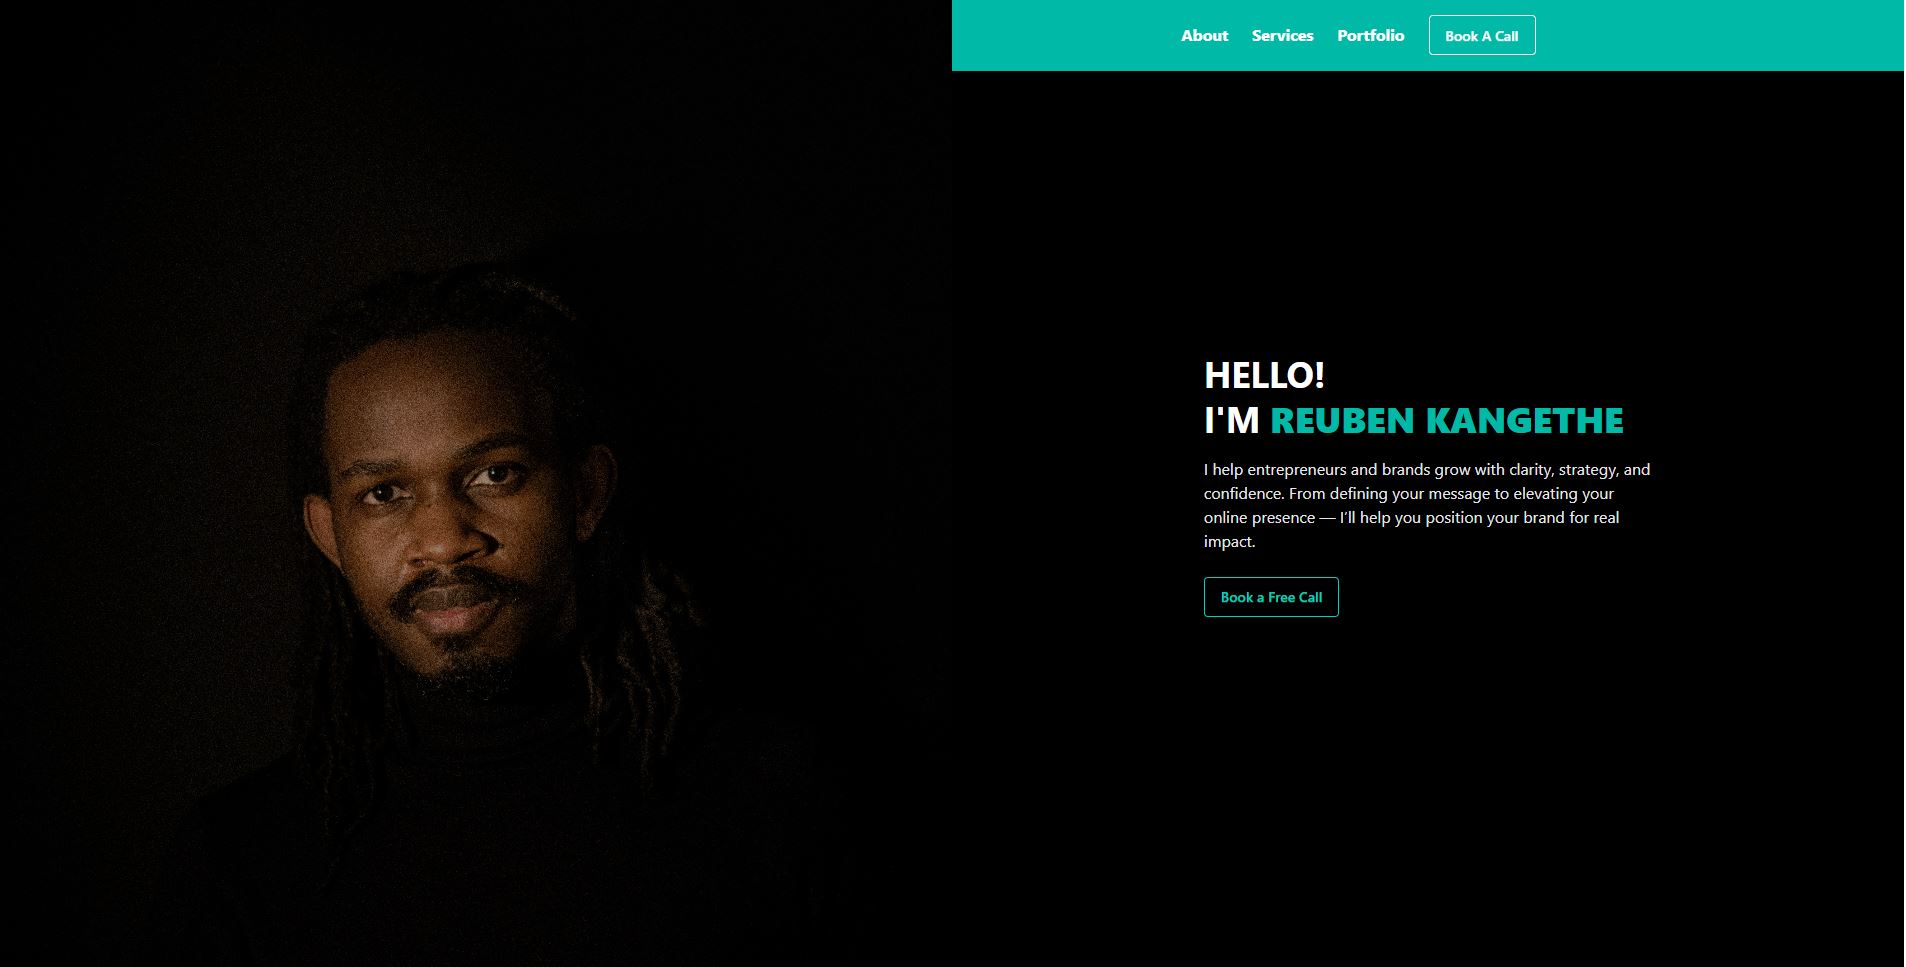 About Services Portfolio Book A Call
HELLO!
I'M REUBEN KANGETHE
I help entrepreneurs and brands grow with clarity, strategy, and
confidence. From defining your message to elevating your
online presence — I'll help you position your brand for real
impact.
Book a Free Call